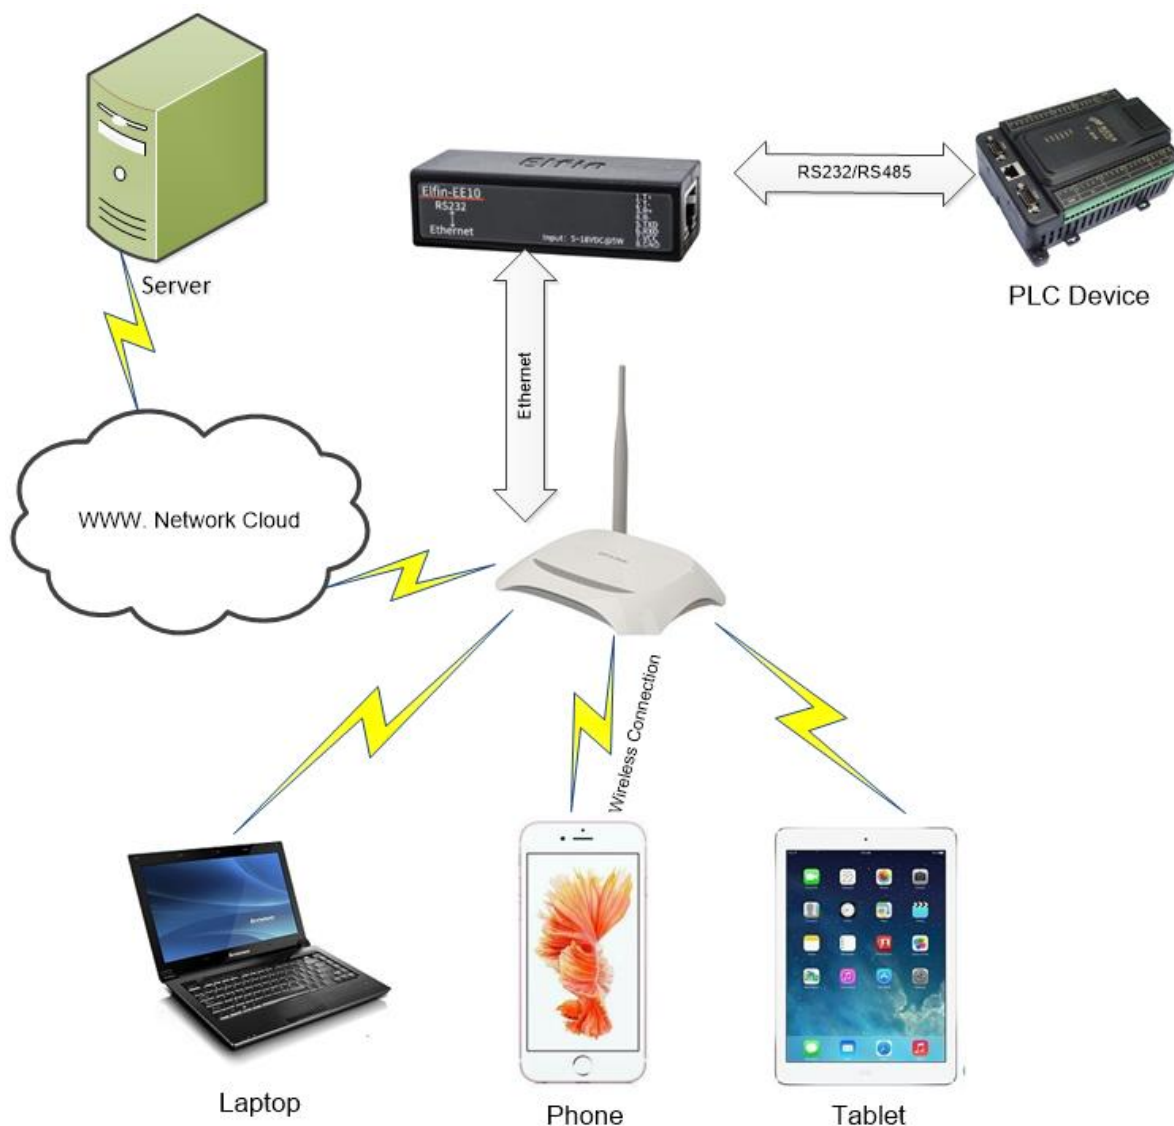 Elfin
Elfin-EE10
RS232
Ethernet
Input: 5~18VDC@5W
RS232/RS485
PLC Device
Server
Ethernet
WWW. Network Cloud
Wireless Connection
Laptop
Phone
Tablet